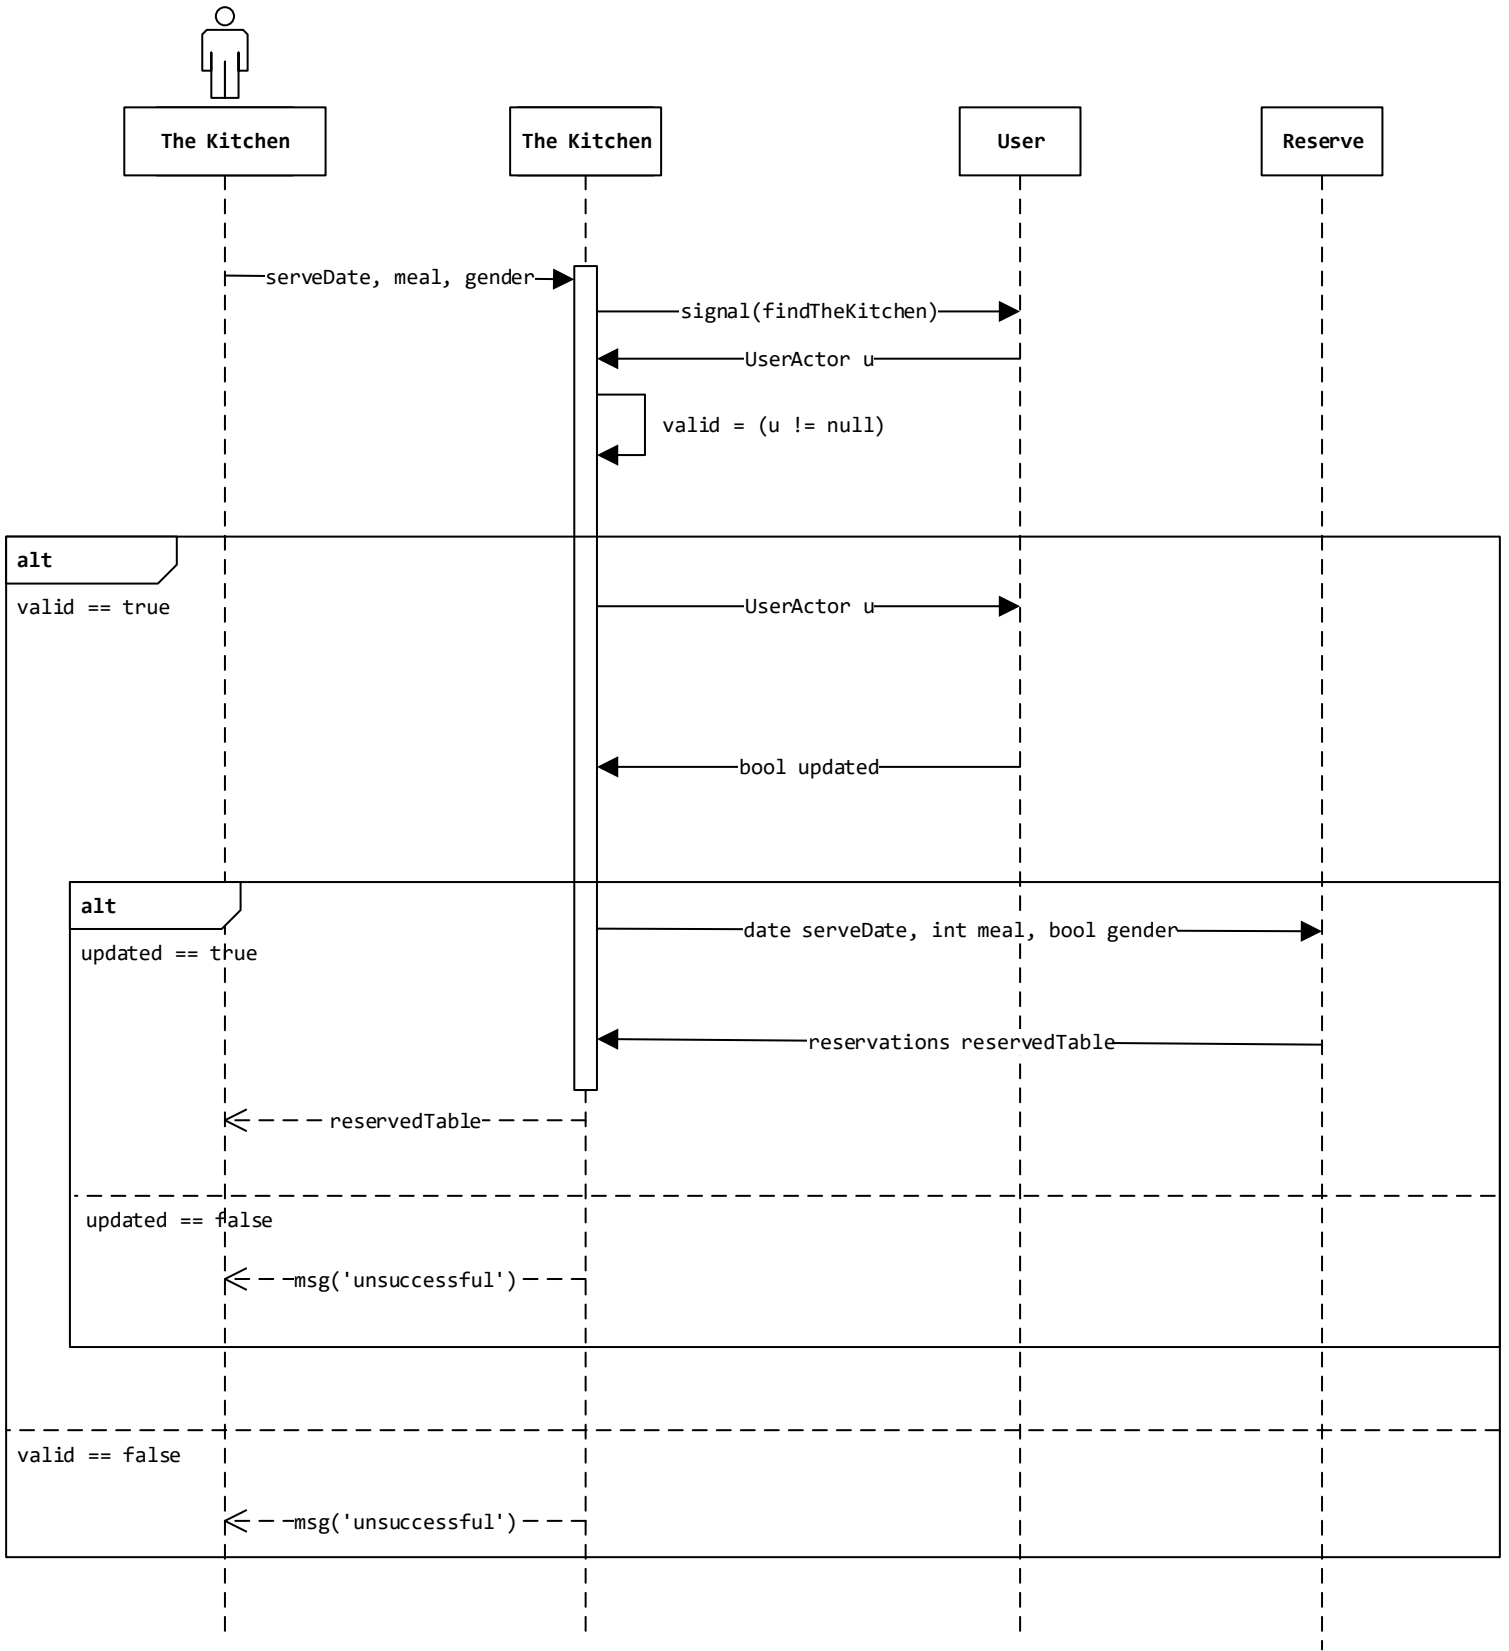 The Kitchen
The Kitchen
User
Reserve
serveDate, meal, gender
signal(findTheKitchen)
UserActor u
valid = (u != null)
alt
valid == true
UserActor u
bool updated
alt
updated == true
date serveDate, int meal, bool gender
reservations reservedTable
reservedTable
updated == false
msg('unsuccessful')
valid == false
msg('unsuccessful')